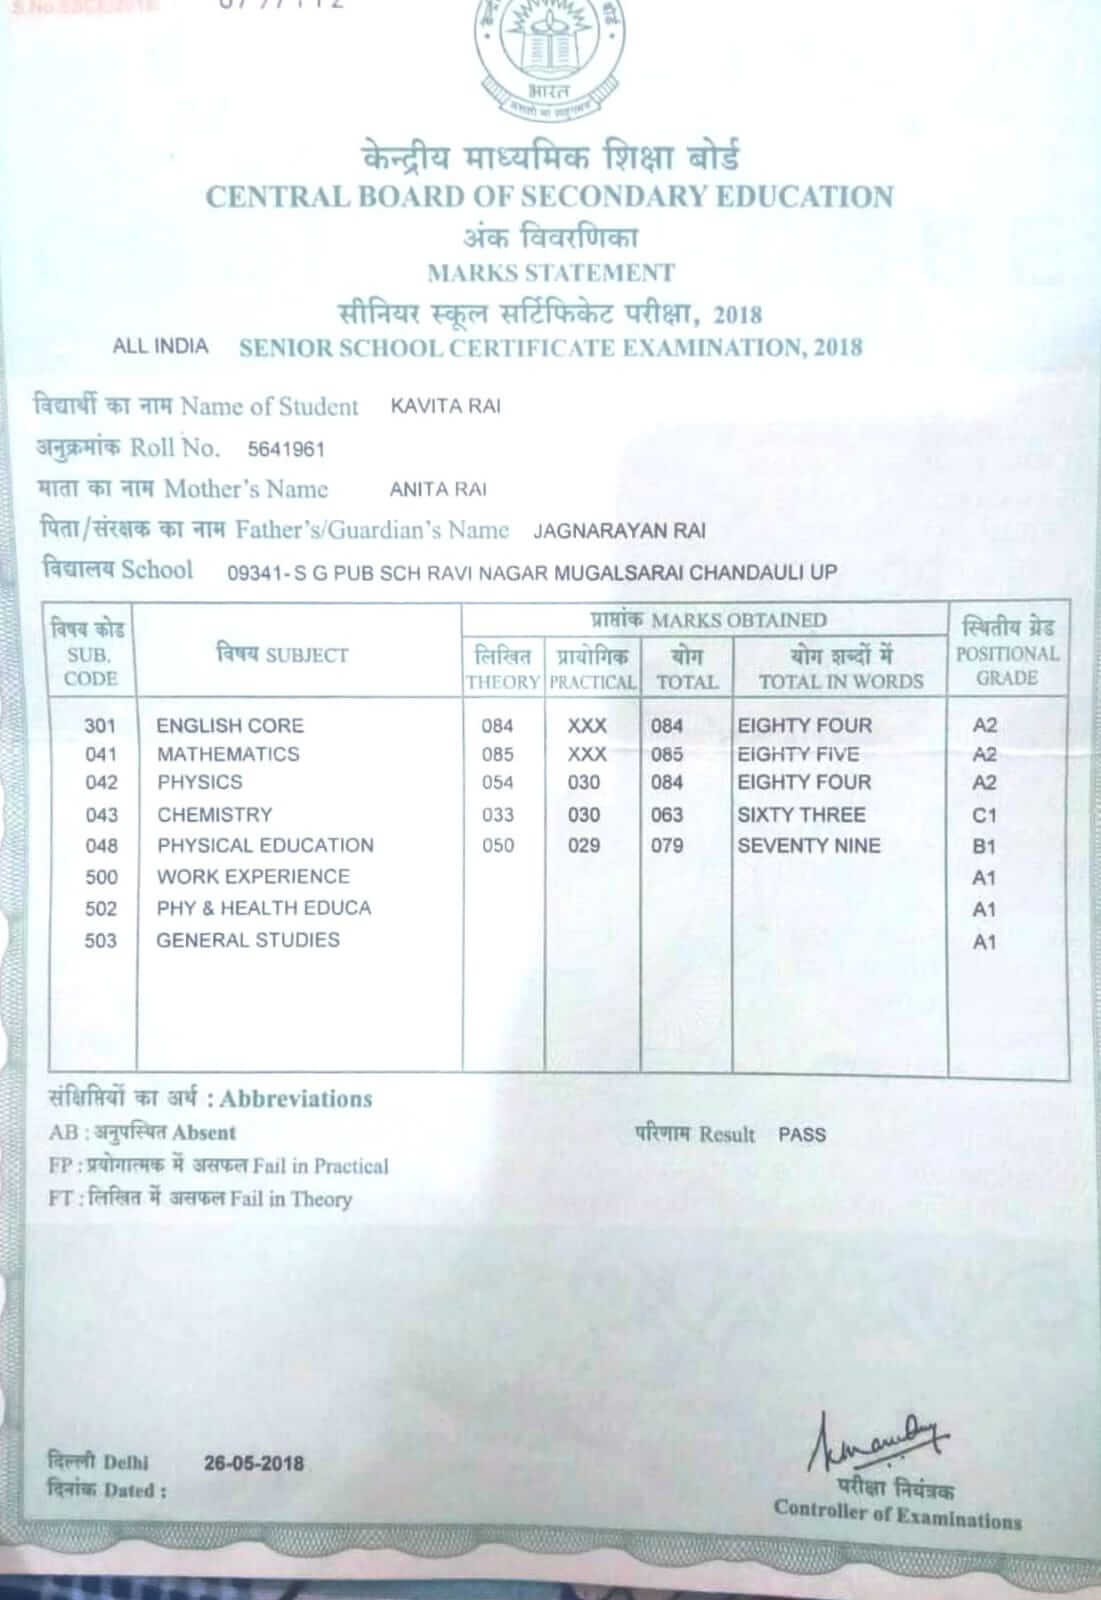 भारत
असतो मा सद्गमय
केन्द्रीय माध्यमिक शिक्षा बोर्ड
CENTRAL BOARD OF SECONDARY EDUCATION
अंक विवरणिका
MARKS STATEMENT
सीनियर स्कूल सर्टिफिकेट परीक्षा, 2018
ALL INDIA SENIOR SCHOOL CERTIFICATE EXAMINATION, 2018
विद्यार्थी का नाम Name of Student KAVITA RAI
अनुक्रमांक Roll No. 5641961
माता का नाम Mother's Name ANITA RAI
पिता/संरक्षक का नाम Father's/Guardian's Name JAGNARAYAN RAI
विद्यालय School 09341- S G PUB SCH RAVI NAGAR MUGALSARAI CHANDAULI UP
विषय कोड SUB. CODE विषय SUBJECT प्राप्तांक MARKS OBTAINED स्थितीय ग्रेड POSITIONAL GRADE
लिखित THEORY प्रायोगिक PRACTICAL योग TOTAL योग शब्दों में TOTAL IN WORDS
301 ENGLISH CORE 084 XXX 084 EIGHTY FOUR A2
041 MATHEMATICS 085 XXX 085 EIGHTY FIVE A2
042 PHYSICS 054 030 084 EIGHTY FOUR A2
043 CHEMISTRY 033 030 063 SIXTY THREE C1
048 PHYSICAL EDUCATION 050 029 079 SEVENTY NINE B1
500 WORK EXPERIENCE A1
502 PHY & HEALTH EDUCA A1
503 GENERAL STUDIES A1
संक्षिप्तियों का अर्थ : Abbreviations
AB : अनुपस्थित Absent परिणाम Result PASS
FP : प्रयोगात्मक में असफल Fail in Practical
FT : लिखित में असफल Fail in Theory
दिल्ली Delhi 26-05-2018
दिनांक Dated :
परीक्षा नियंत्रक
Controller of Examinations